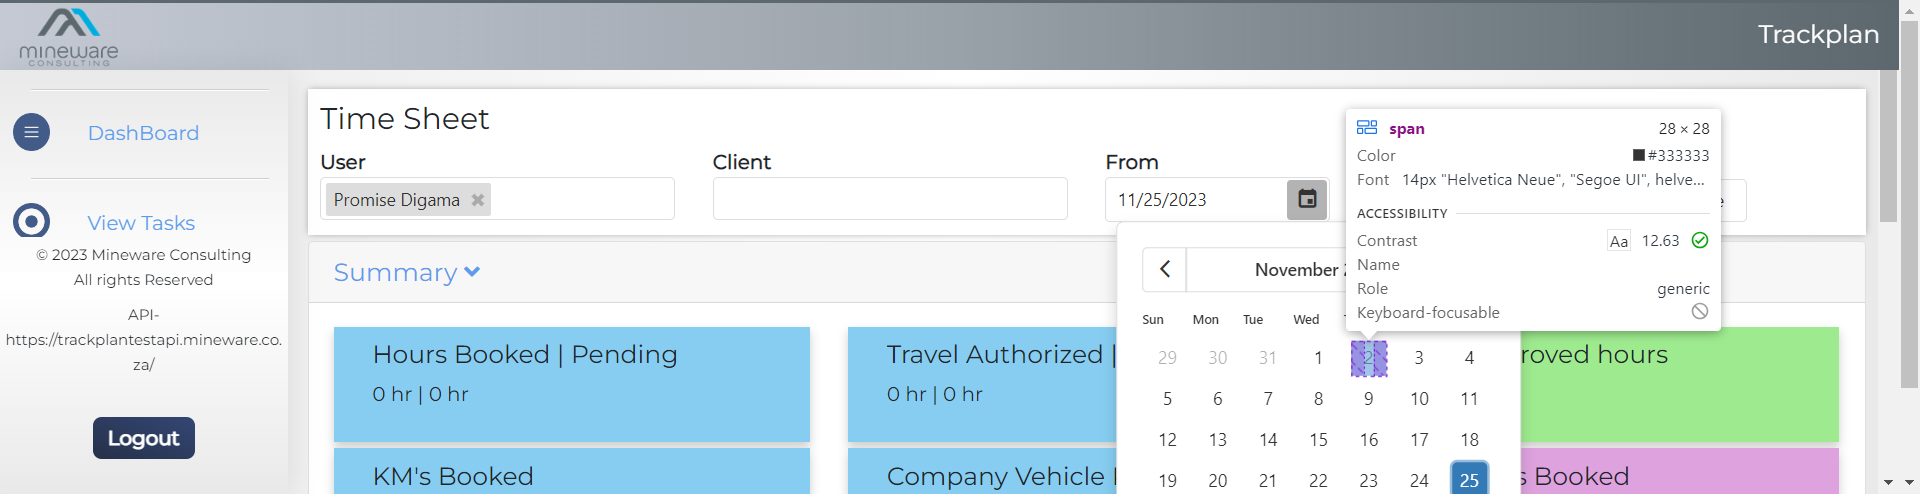 mineware
CONSULTING
Trackplan
DashBoard
View Tasks
© 2023 Mineware Consulting
All rights Reserved
API-
https://trackplantestapi.mineware.co.
za/
Logout
Time Sheet
User
Client
From
Promise Digama
11/25/2023
Summary
Hours Booked | Pending
0 hr | 0 hr
Travel Authorized |
0 hr | 0 hr
roved hours
KM's Booked
Company Vehicle
s Booked
November
Sun Mon Tue Wed
29 30 31 1 2 3 4
5 6 7 8 9 10 11
12 13 14 15 16 17 18
19 20 21 22 23 24 25
span 28 × 28
Color #333333
Font 14px "Helvetica Neue", "Segoe UI", helve...
ACCESSIBILITY
Contrast Aa 12.63
Name
Role generic
Keyboard-focusable